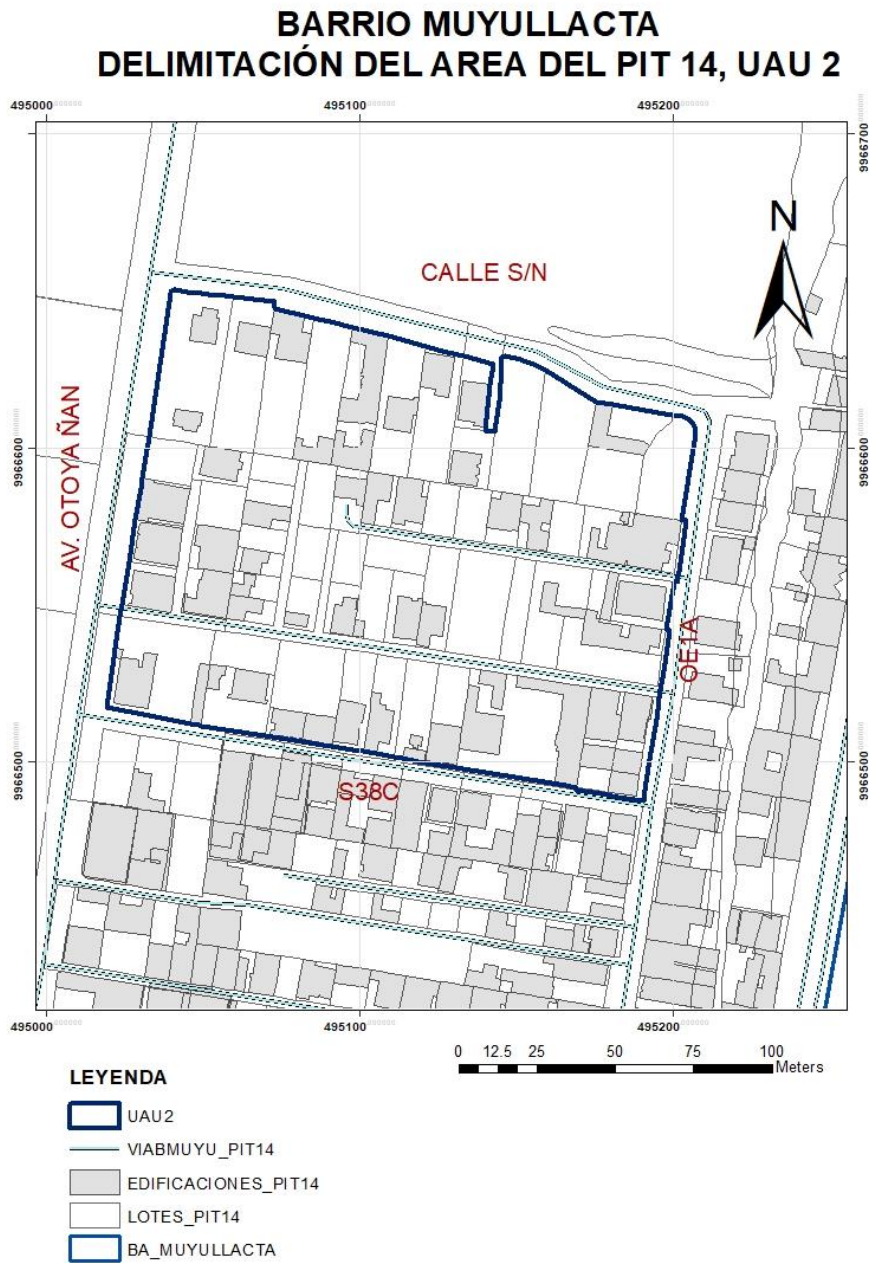 BARRIO MUYULLACTA
DELIMITACIÓN DEL AREA DEL PIT 14, UAU 2
495000 495100 495200
9966700
9966700
N
CALLE S/N
AV. OTOYA ÑAN
9966600
9966600
OE1A
9966500
9966500
S38C
495000 495100 495200
0 12.5 25 50 75 100
Meters
LEYENDA
UAU2
VIABMUYU_PIT14
EDIFICACIONES_PIT14
LOTES_PIT14
BA_MUYULLACTA